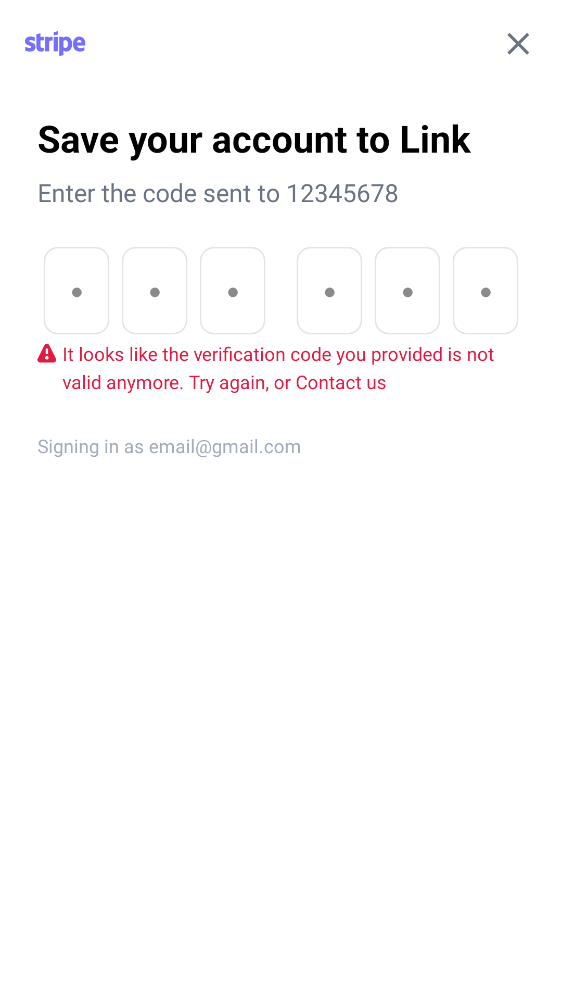 stripe
Save your account to Link
Enter the code sent to 12345678
It looks like the verification code you provided is not
valid anymore. Try again, or Contact us
Signing in as email@gmail.com